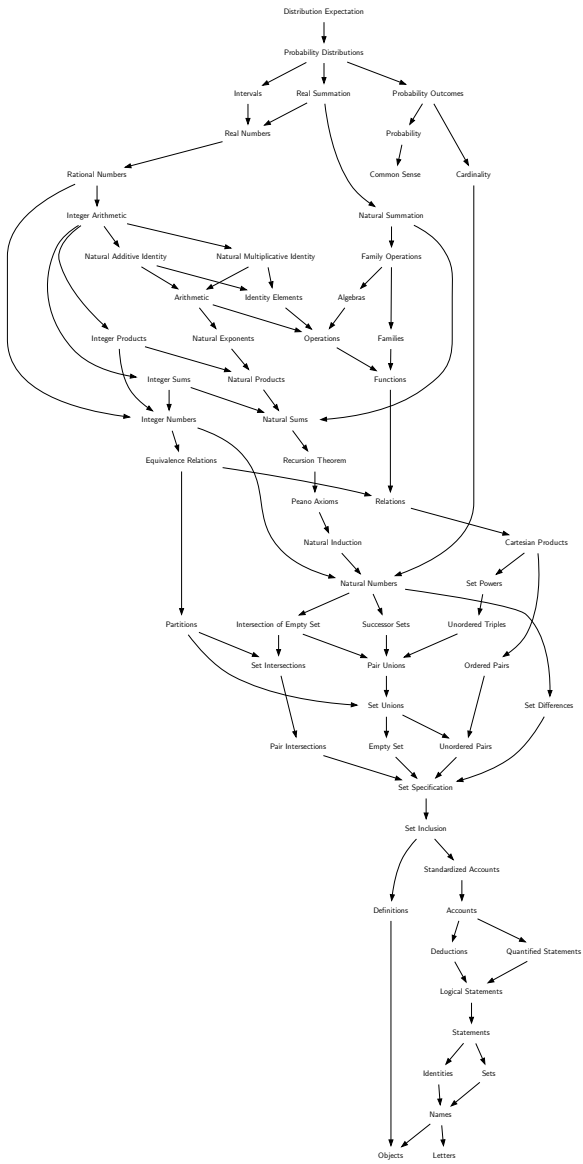 Distribution Expectation
Probability Distributions
Intervals
Real Summation
Probability Outcomes
Real Numbers
Probability
Rational Numbers
Common Sense
Cardinality
Integer Arithmetic
Natural Summation
Natural Additive Identity
Natural Multiplicative Identity
Family Operations
Arithmetic
Identity Elements
Algebras
Integer Products
Natural Exponents
Operations
Families
Integer Sums
Natural Products
Functions
Integer Numbers
Natural Sums
Equivalence Relations
Recursion Theorem
Peano Axioms
Relations
Natural Induction
Cartesian Products
Natural Numbers
Set Powers
Partitions
Intersection of Empty Set
Successor Sets
Unordered Triples
Set Intersections
Pair Unions
Ordered Pairs
Set Unions
Set Differences
Pair Intersections
Empty Set
Unordered Pairs
Set Specification
Set Inclusion
Standardized Accounts
Definitions
Accounts
Deductions
Quantified Statements
Logical Statements
Statements
Identities
Sets
Names
Objects
Letters